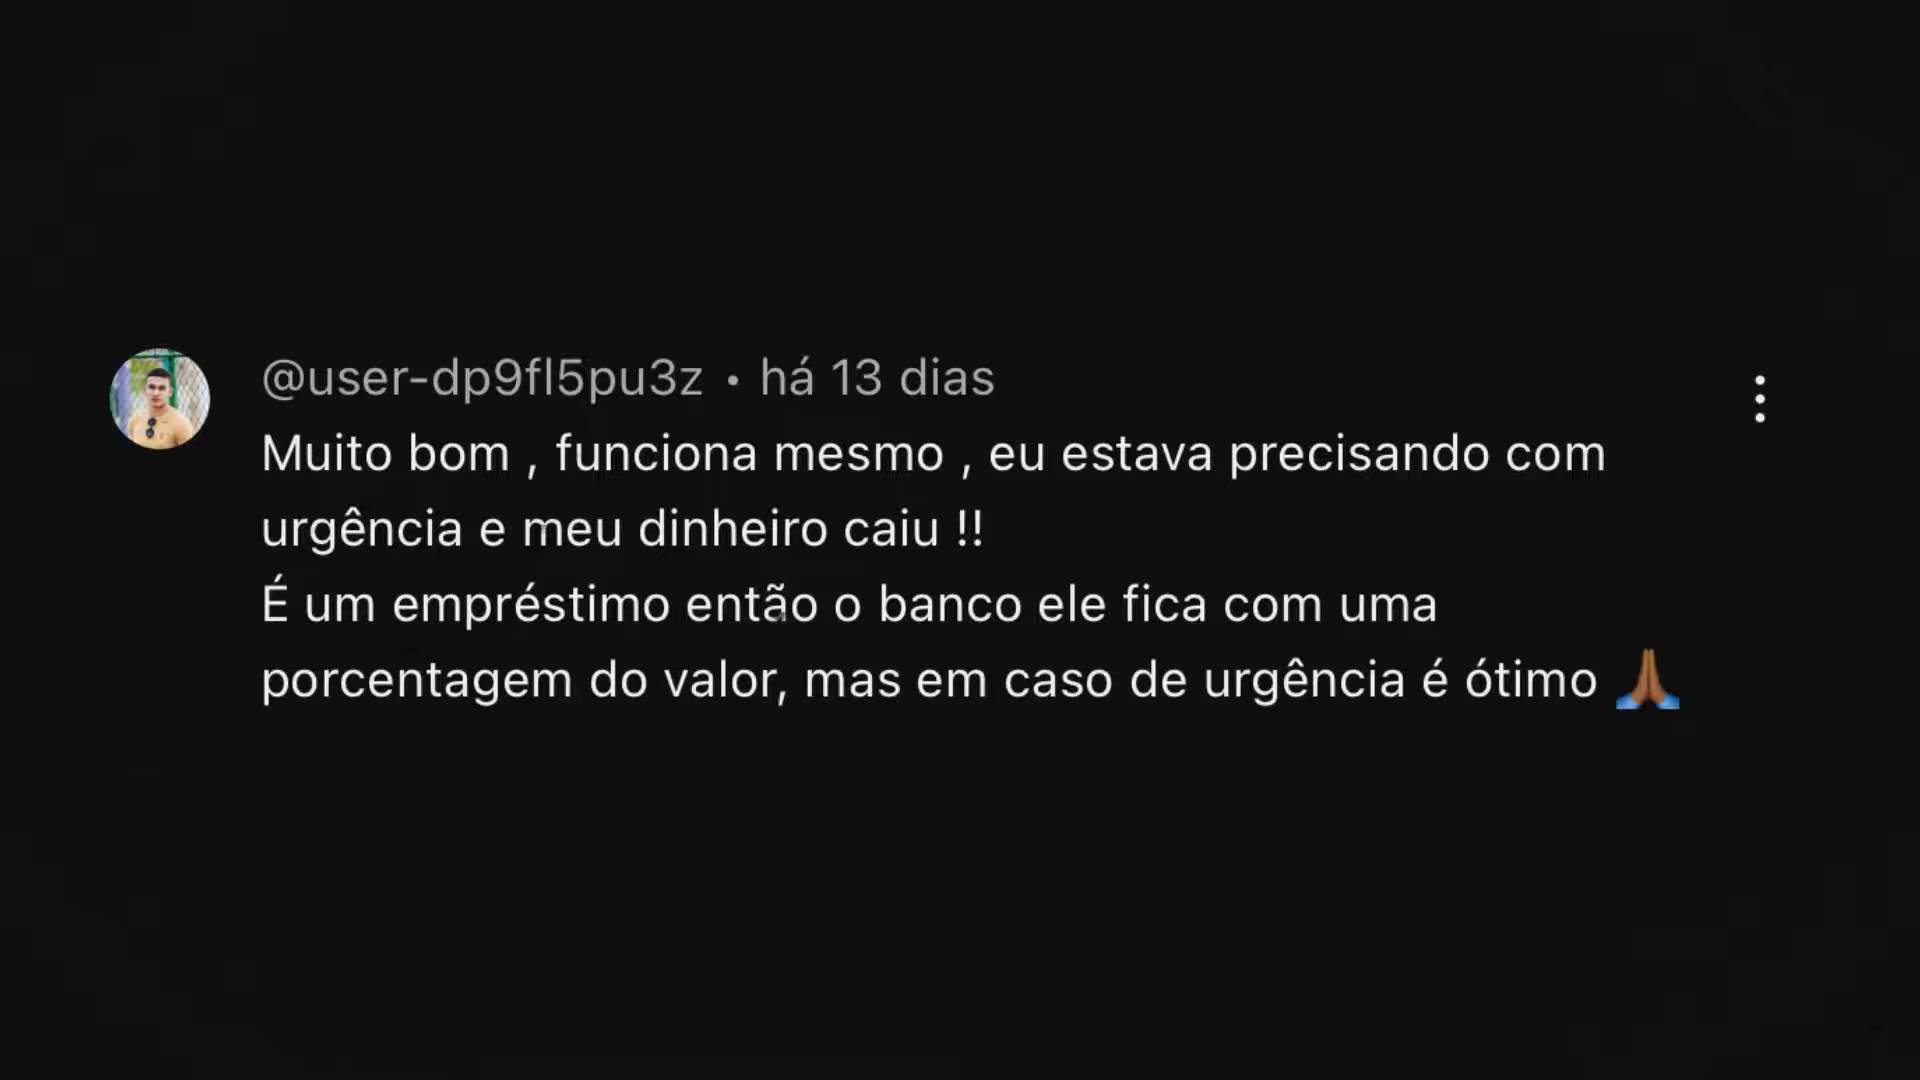 @user-dp9fl5pu3z • há 13 dias
Muito bom , funciona mesmo , eu estava precisando com
urgência e meu dinheiro caiu !!
É um empréstimo então o banco ele fica com uma
porcentagem do valor, mas em caso de urgência é ótimo 🙏🏾